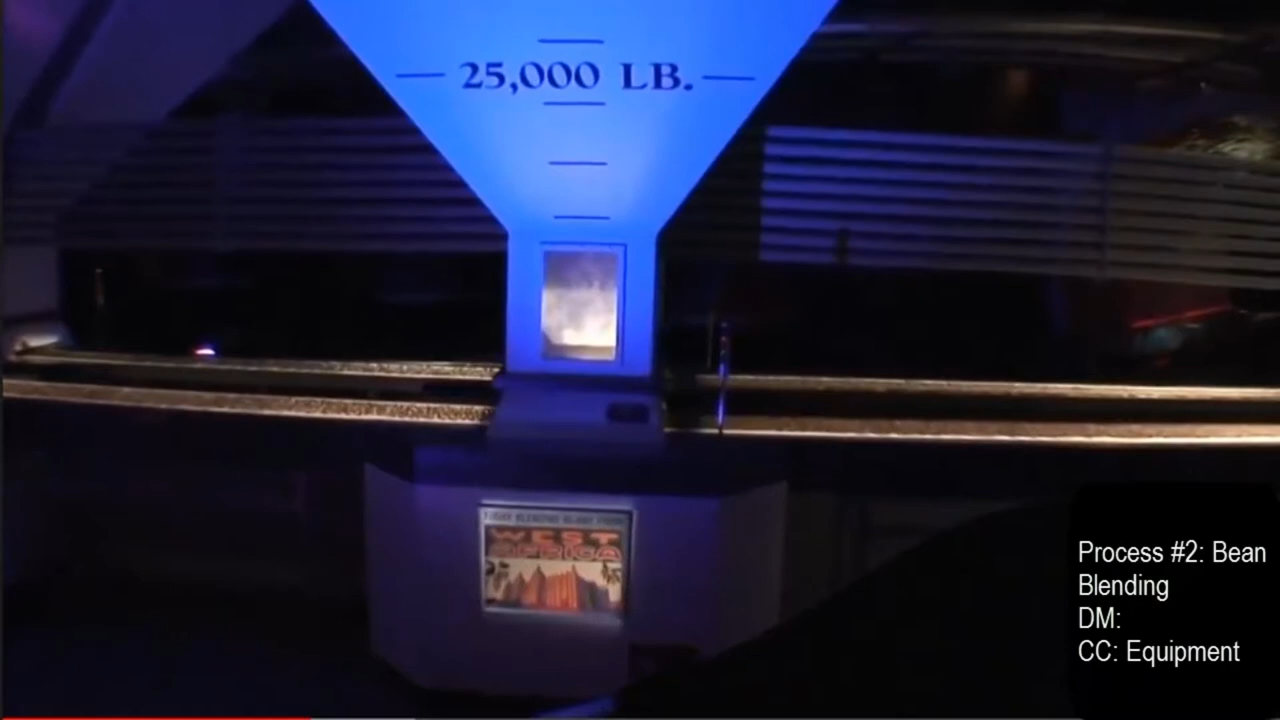 25,000 LB.
WEST
AFRICA
Process #2: Bean
Blending
DM:
CC: Equipment